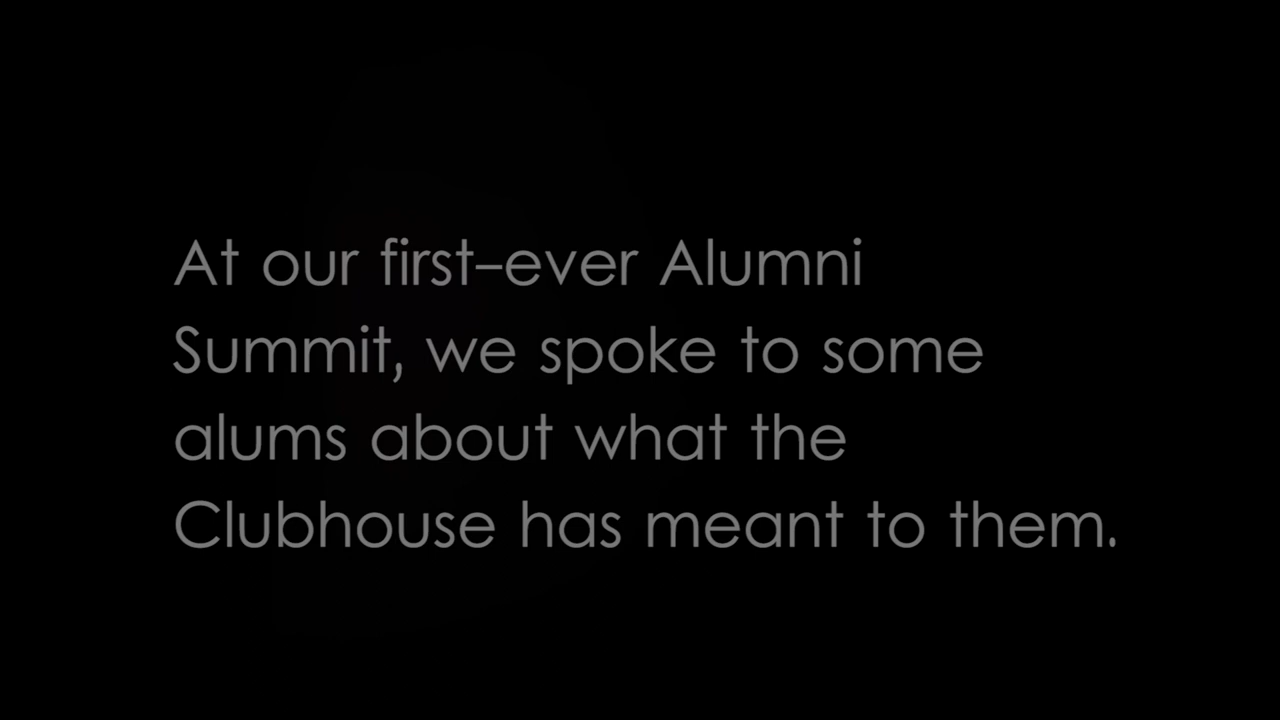 At our first-ever Alumni
Summit, we spoke to some
alums about what the
Clubhouse has meant to them.